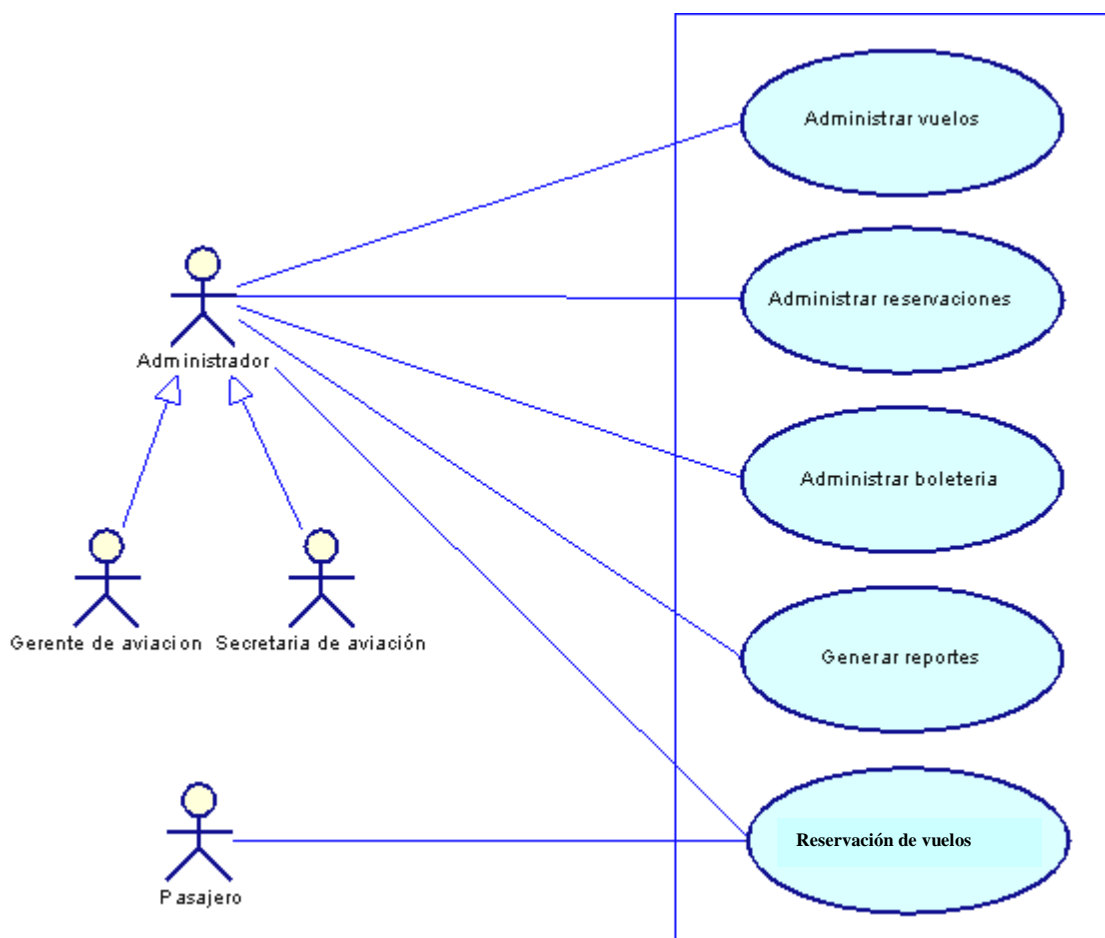 Administrar vuelos
Administrar reservaciones
Administrador
Administrar boleteria
Gerente de aviacion
Secretaria de aviación
Generar reportes
Reservación de vuelos
Pasajero